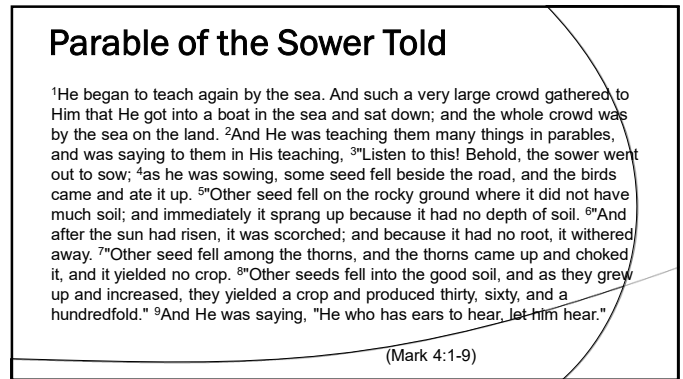 Parable of the Sower Told
¹He began to teach again by the sea. And such a very large crowd gathered to
Him that He got into a boat in the sea and sat down; and the whole crowd was
by the sea on the land. ²And He was teaching them many things in parables,
and was saying to them in His teaching, ³"Listen to this! Behold, the sower went
out to sow; ⁴as he was sowing, some seed fell beside the road, and the birds
came and ate it up. ⁵"Other seed fell on the rocky ground where it did not have
much soil; and immediately it sprang up because it had no depth of soil. ⁶"And
after the sun had risen, it was scorched; and because it had no root, it withered
away. ⁷"Other seed fell among the thorns, and the thorns came up and choked
it, and it yielded no crop. ⁸"Other seeds fell into the good soil, and as they grew
up and increased, they yielded a crop and produced thirty, sixty, and a
hundredfold." ⁹And He was saying, "He who has ears to hear, let him hear."
(Mark 4:1-9)